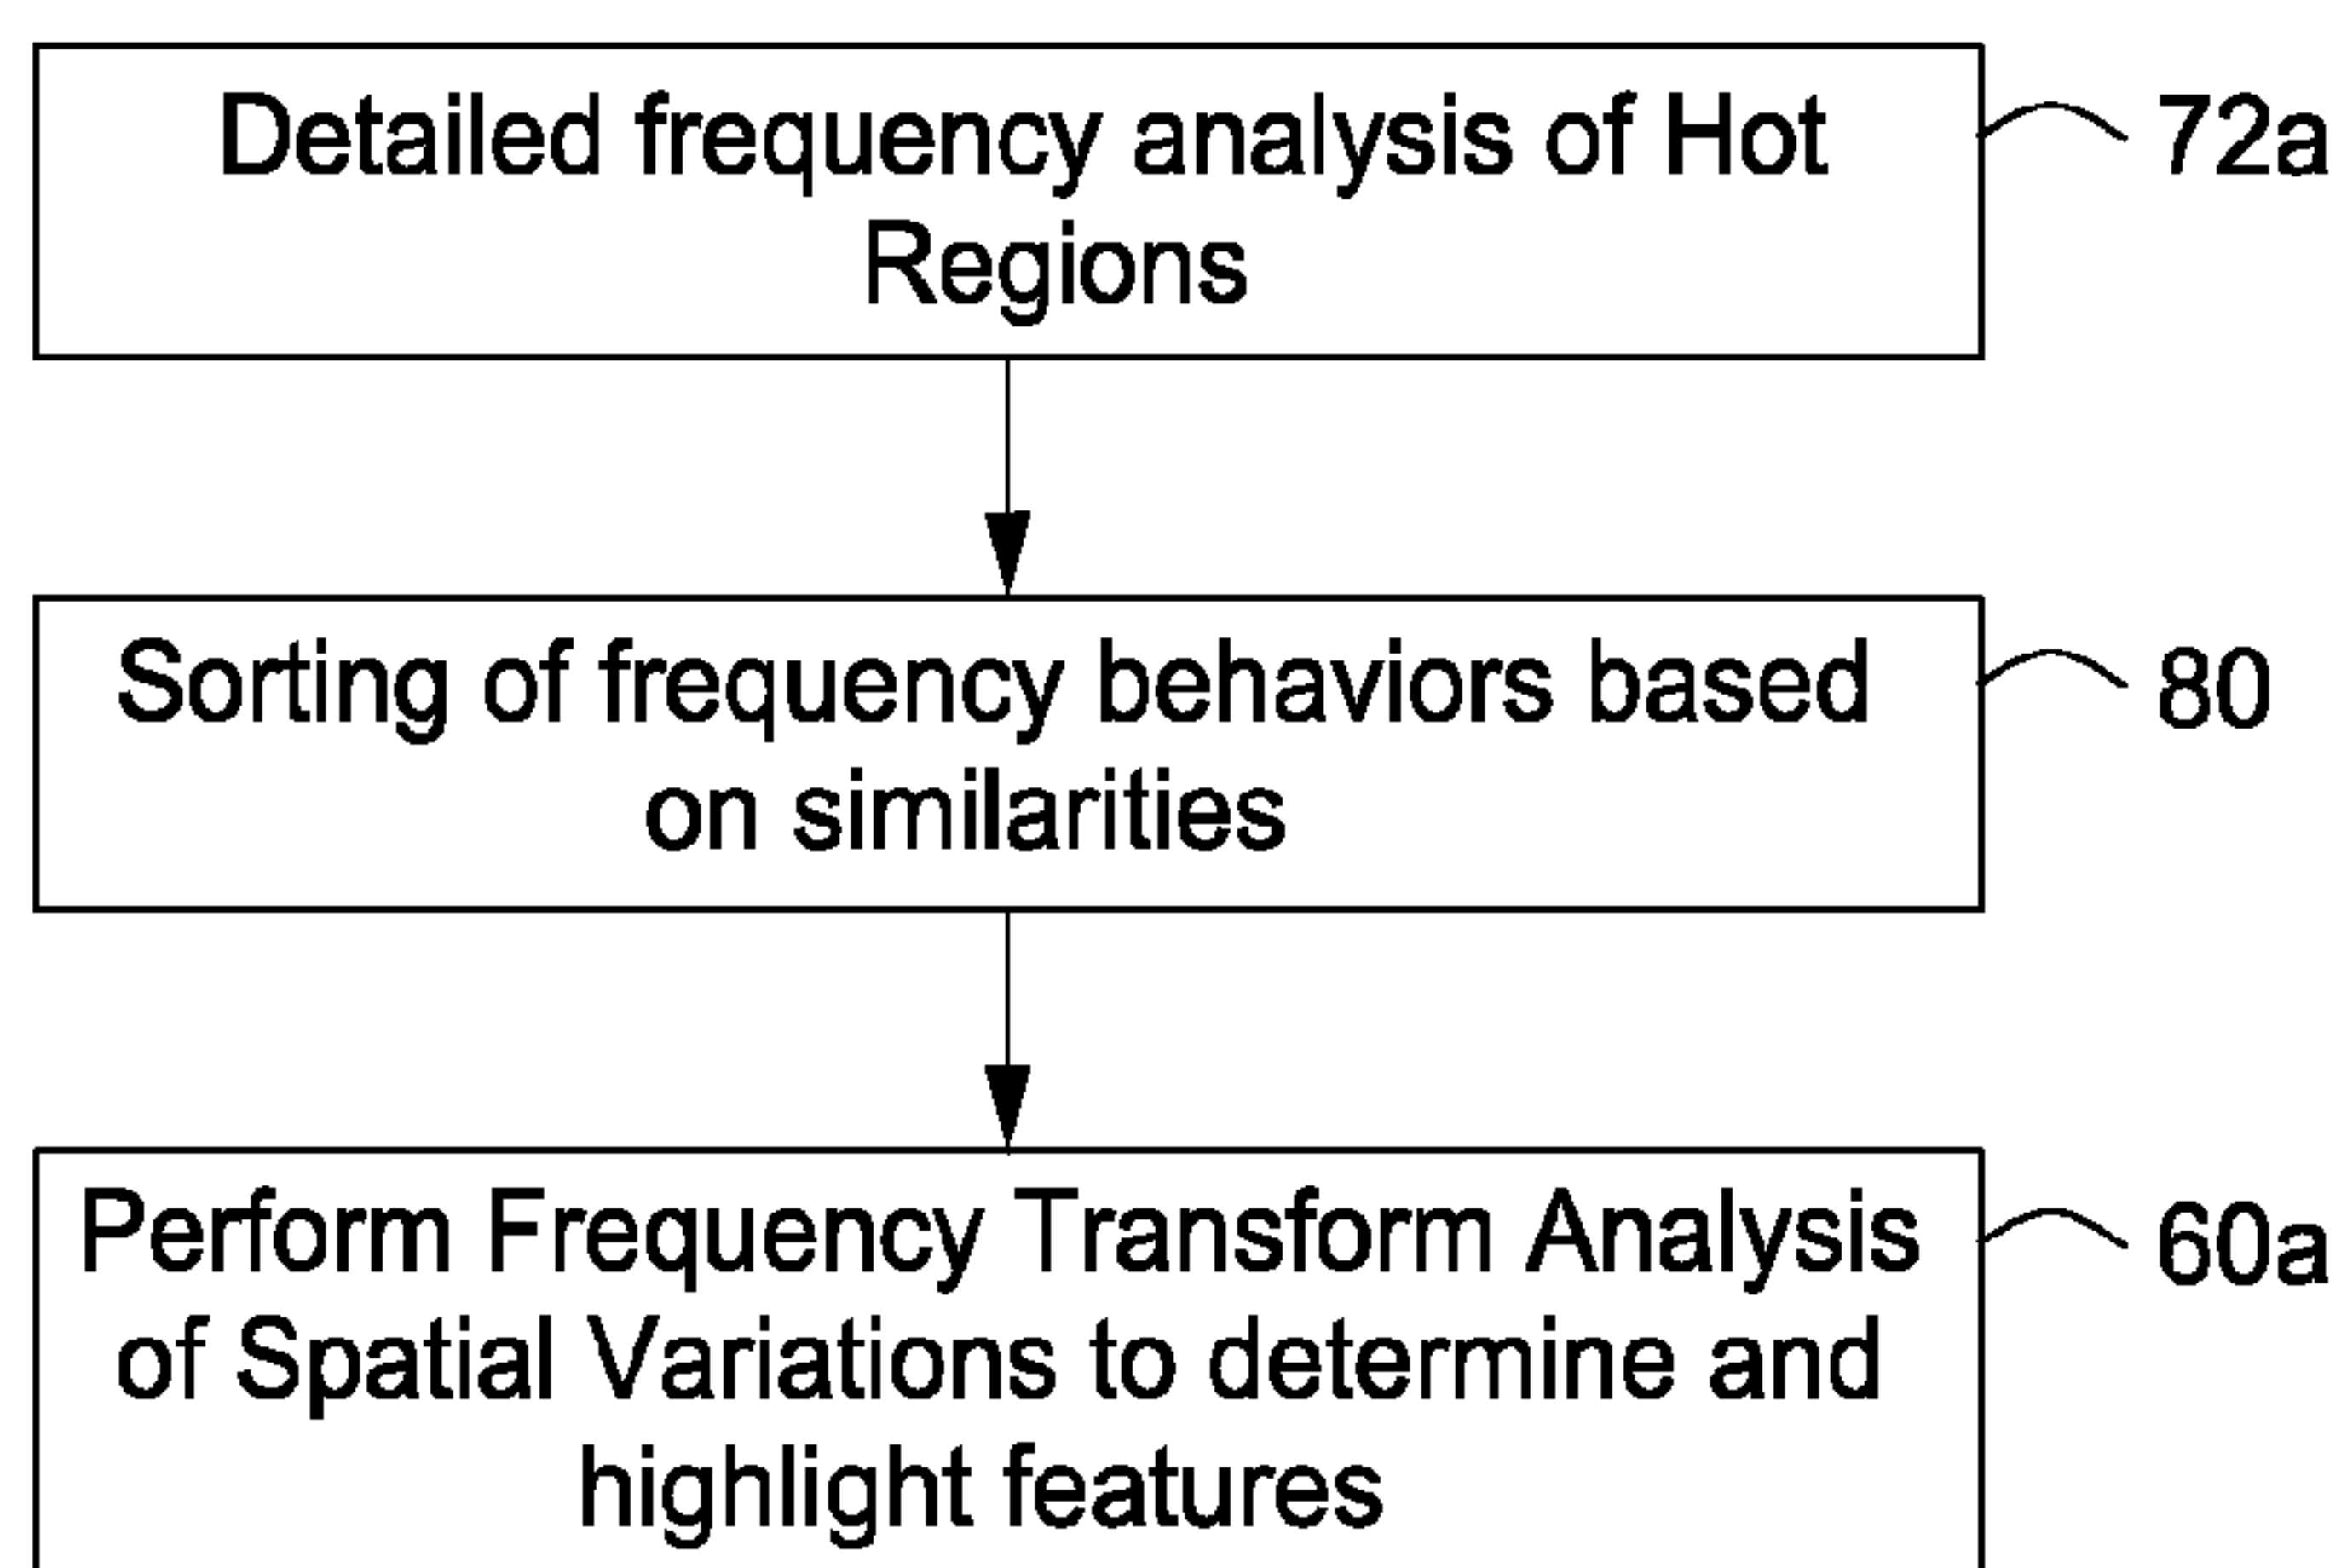 Detailed frequency analysis of Hot
Regions
72a
Sorting of frequency behaviors based
on similarities
80
Perform Frequency Transform Analysis
of Spatial Variations to determine and
highlight features
60a